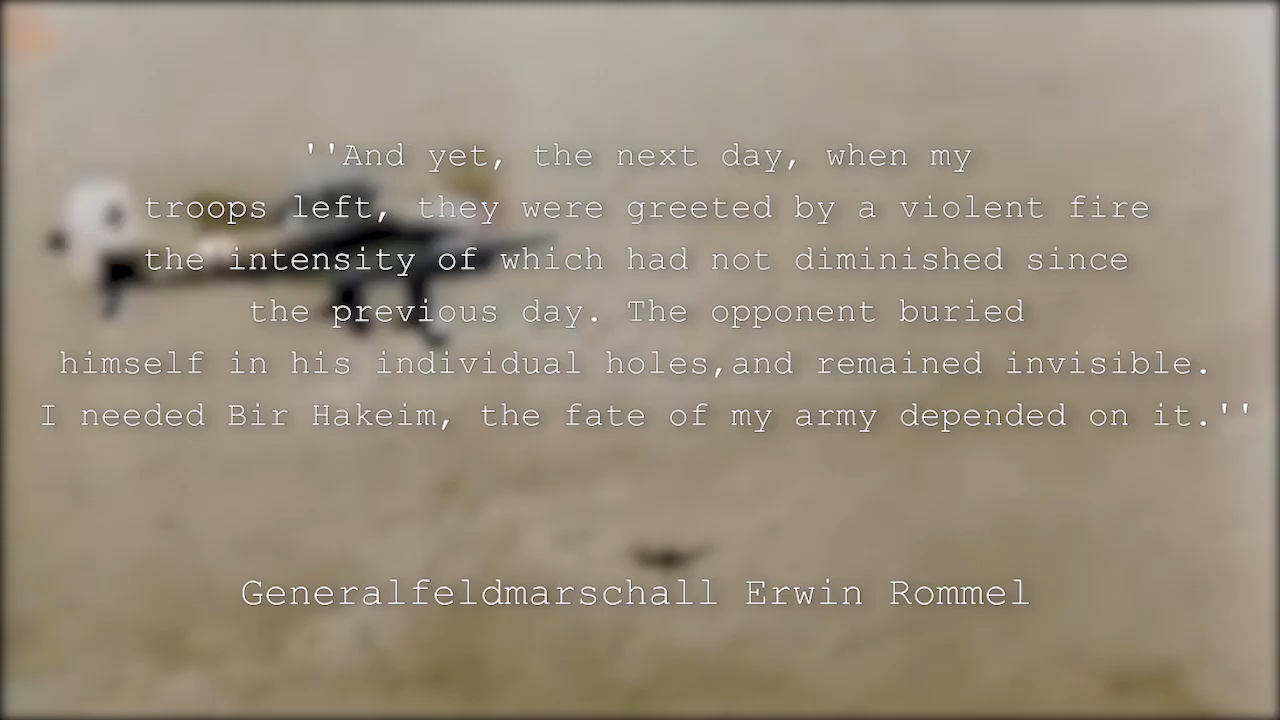 ''And yet, the next day, when my
troops left, they were greeted by a violent fire
the intensity of which had not diminished since
the previous day. The opponent buried
himself in his individual holes,and remained invisible.
I needed Bir Hakeim, the fate of my army depended on it.''
Generalfeldmarschall Erwin Rommel